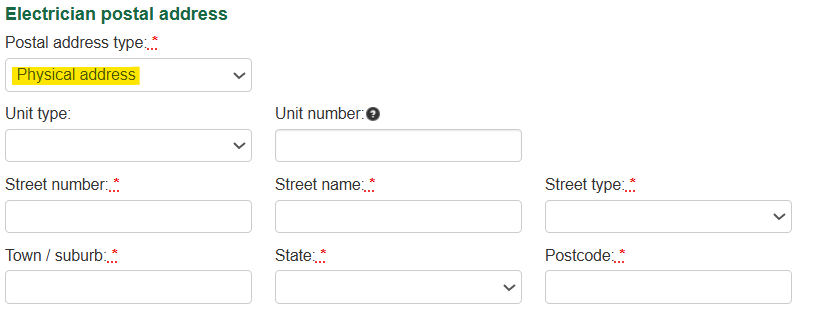 Electrician postal address
Postal address type: *
Physical address
Unit type: Unit number: ?
Street number: * Street name: * Street type: *
Town / suburb: * State: * Postcode: *